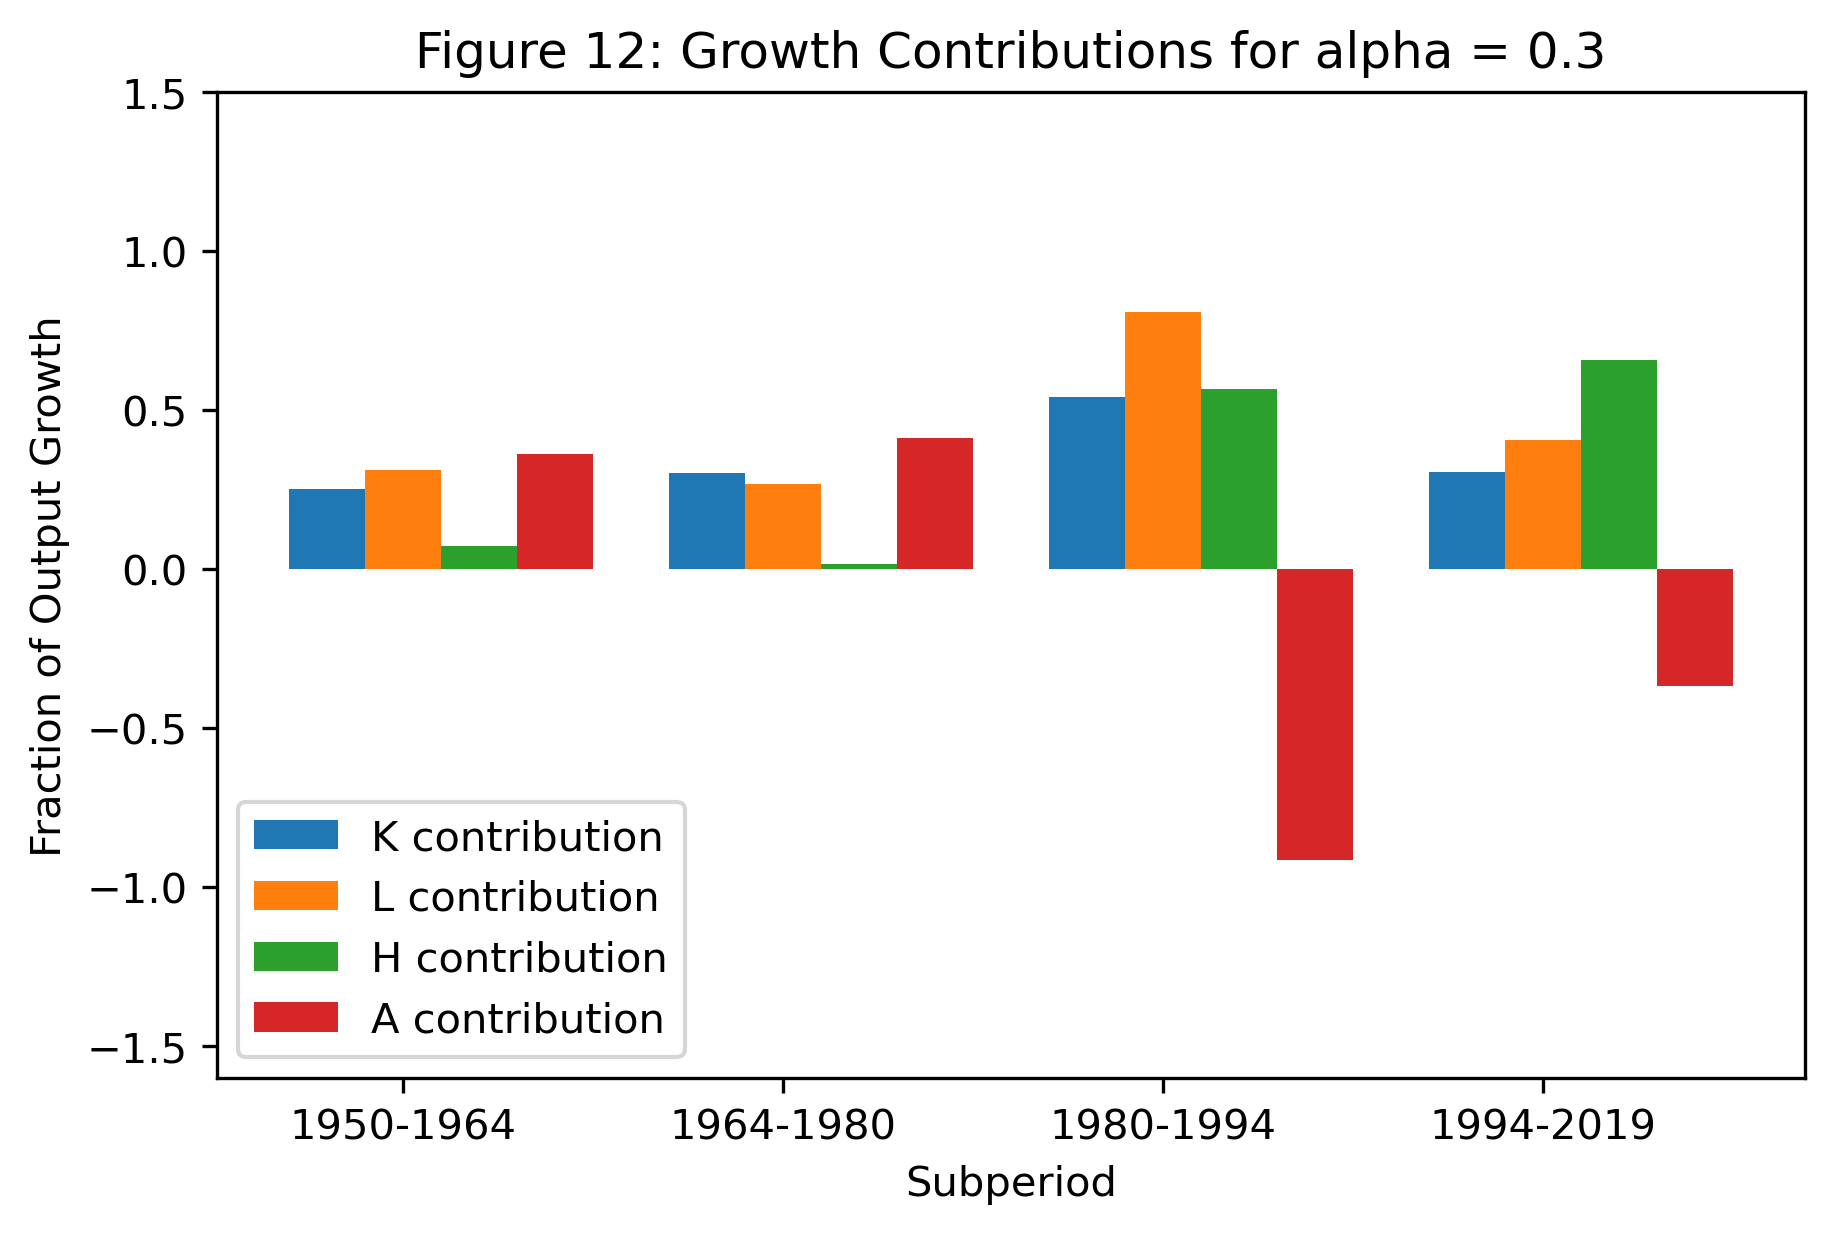 Figure 12: Growth Contributions for alpha = 0.3
1.5
1.0
0.5
0.0
−0.5
−1.0
−1.5
Fraction of Output Growth
K contribution
L contribution
H contribution
A contribution
1950-1964 1964-1980 1980-1994 1994-2019
Subperiod